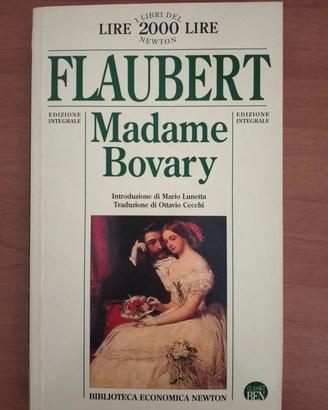 I LIBRI DEL
LIRE 2000 LIRE
NEWTON
FLAUBERT
EDIZIONE
INTEGRALE
EDIZIONE
INTEGRALE
Madame
Bovary
Introduzione di Mario Lunetta
Traduzione di Ottavio Cecchi
CLASSICI
BEN
BIBLIOTECA ECONOMICA NEWTON